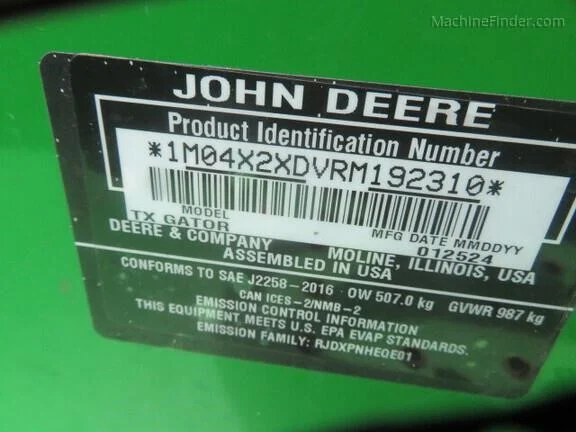 MachineFinder.com
JOHN DEERE
Product Identification Number
*1M04X2XDVRM192310*
MODEL MFG DATE MMDDYY
TX GATOR 012524
DEERE & COMPANY MOLINE, ILLINOIS, USA
ASSEMBLED IN USA
CONFORMS TO SAE J2258-2016 OW 507.0 kg GVWR 987 kg
CAN ICES-2/NMB-2
EMISSION CONTROL INFORMATION
THIS EQUIPMENT MEETS U.S. EPA EVAP STANDARDS.
EMISSION FAMILY: RJDXPNHEQE01